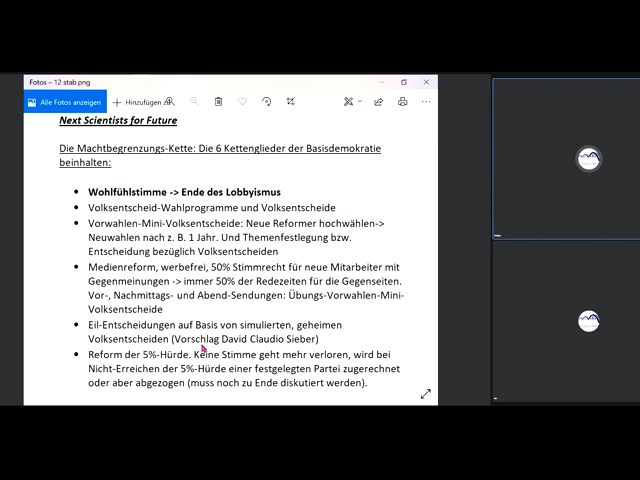 Fotos – 12 stab.png
Alle Fotos anzeigen
Hinzufügen zu
Next Scientists for Future
Die Machtbegrenzungs-Kette: Die 6 Kettenglieder der Basisdemokratie
beinhalten:
• Wohlfühlstimme -> Ende des Lobbyismus
• Volksentscheid-Wahlprogramme und Volksentscheide
• Vorwahlen-Mini-Volksentscheide: Neue Reformer hochwählen->
Neuwahlen nach z. B. 1 Jahr. Und Themenfestlegung bzw.
Entscheidung bezüglich Volksentscheiden
• Medienreform, werbefrei, 50% Stimmrecht für neue Mitarbeiter mit
Gegenmeinungen -> immer 50% der Redezeiten für die Gegenseiten.
Vor-, Nachmittags- und Abend-Sendungen: Übungs-Vorwahlen-Mini-
Volksentscheide
• Eil-Entscheidungen auf Basis von simulierten, geheimen
Volksentscheiden (Vorschlag David Claudio Sieber)
• Reform der 5%-Hürde. Keine Stimme geht mehr verloren, wird bei
Nicht-Erreichen der 5%-Hürde einer festgelegten Partei zugerechnet
oder aber abgezogen (muss noch zu Ende diskutiert werden).